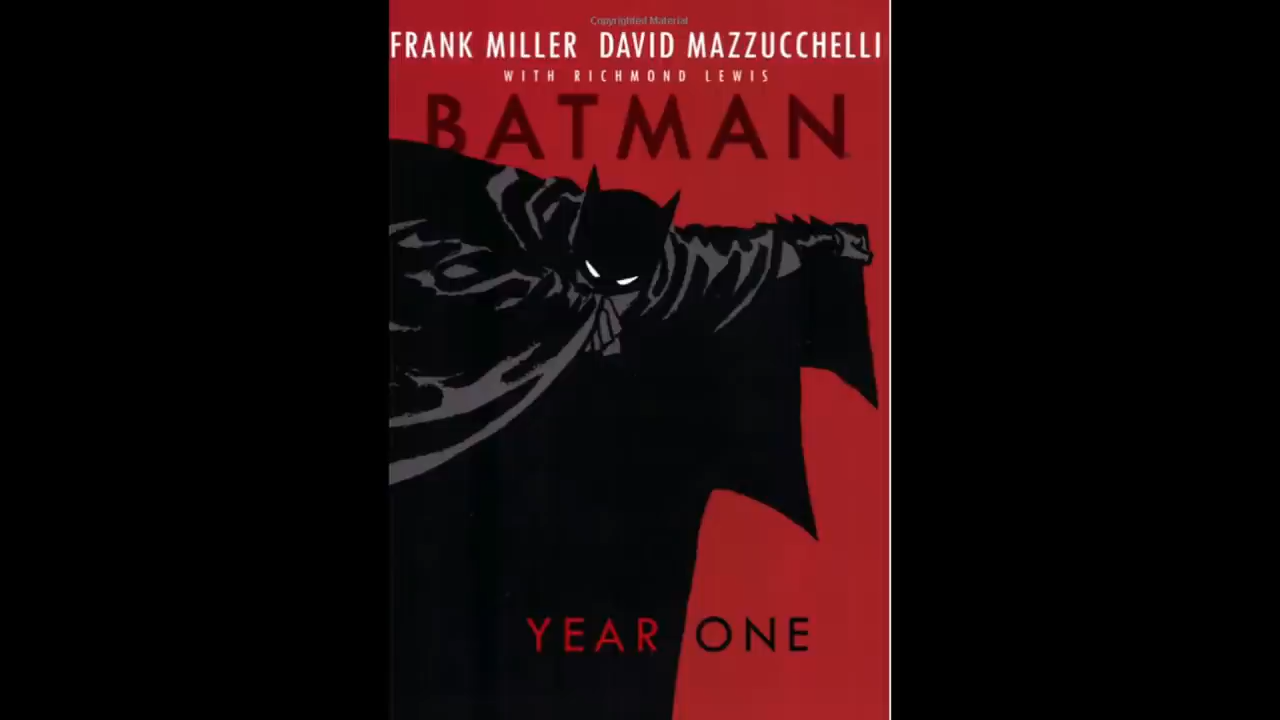 Copyrighted Material
FRANK MILLER DAVID MAZZUCCHELLI
WITH RICHMOND LEWIS
BATMAN
YEAR ONE